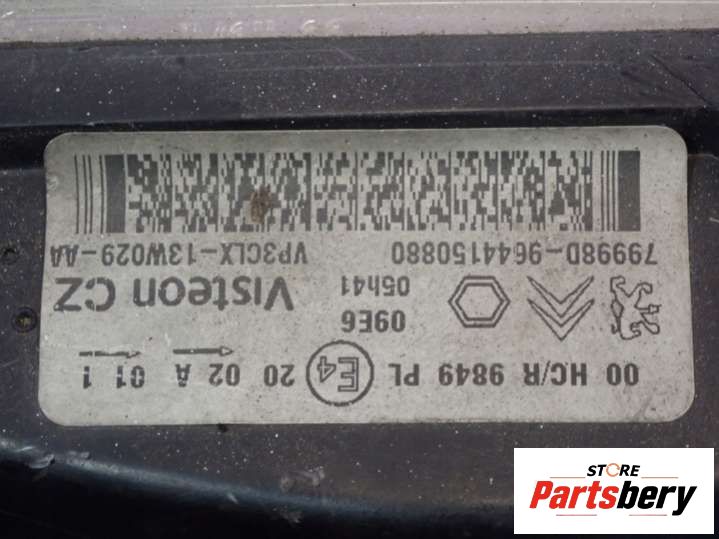 00 HC/R 9849 PL E4 20 02 A 01 1
09E6
05h41
Visteon CZ
79998D-9644150880 VP3CLX-13W029-AA
STORE
Partsbery